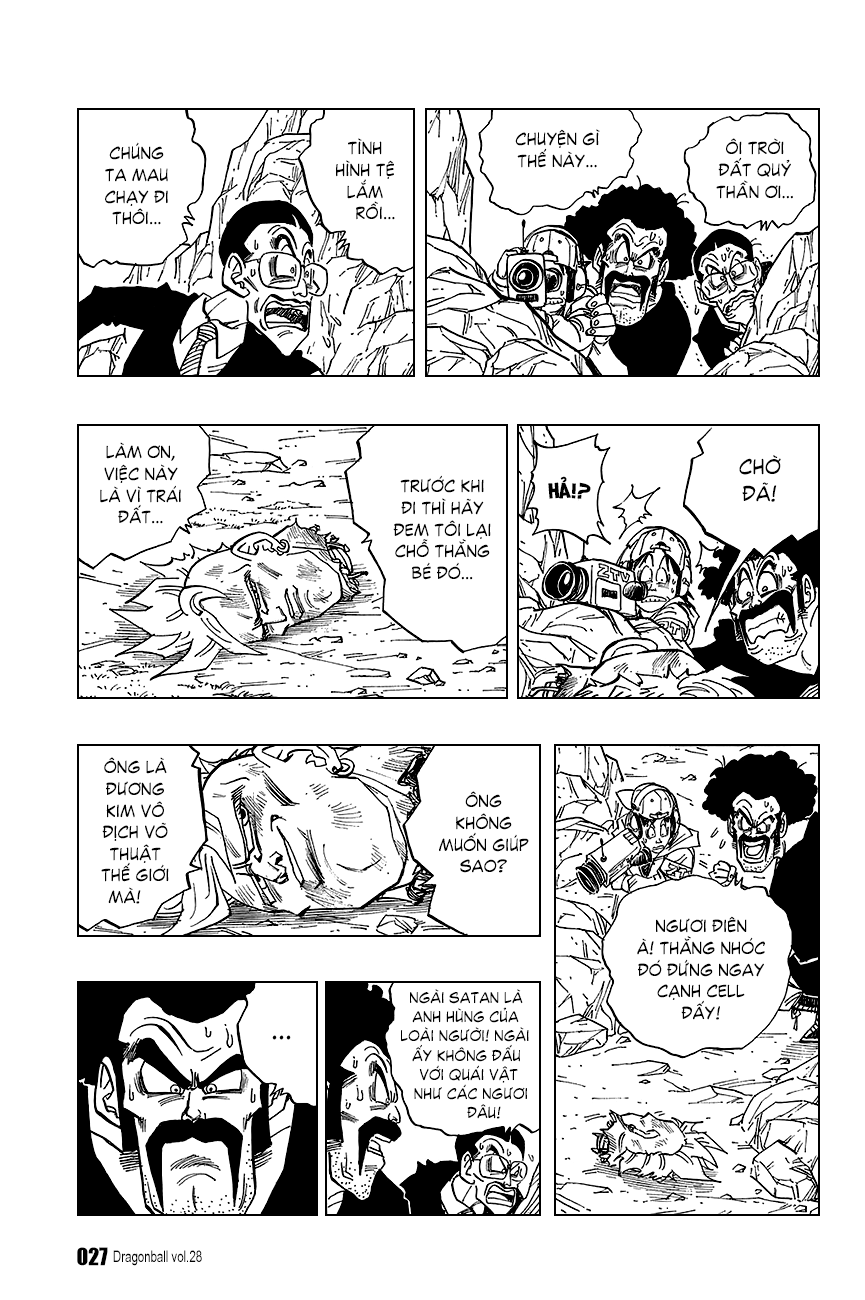 ÔI TRỜI
ĐẤT QUỶ
THẦN ƠI...
CHUYỆN GÌ
THẾ NÀY...
TÌNH
HÌNH TỆ
LẮM
RỒI...
CHÚNG
TA MAU
CHẠY ĐI
THÔI...
CHỜ
ĐÃ!
HẢ!?
ZTV
TRƯỚC KHI
ĐI THÌ HÃY
ĐEM TÔI LẠI
CHỖ THẰNG
BÉ ĐÓ...
LÀM ƠN,
VIỆC NÀY
LÀ VÌ TRÁI
ĐẤT...
NGƯƠI ĐIÊN
À! THẰNG NHÓC
ĐÓ ĐỨNG NGAY
CẠNH CELL
ĐẤY!
ÔNG
KHÔNG
MUỐN GIÚP
SAO?
ÔNG LÀ
ĐƯƠNG
KIM VÔ
ĐỊCH VÕ
THUẬT
THẾ GIỚI
MÀ!
NGÀI SATAN LÀ
ANH HÙNG CỦA
LOÀI NGƯỜI! NGÀI
ẤY KHÔNG ĐẤU
VỚI QUÁI VẬT
NHƯ CÁC NGƯƠI
ĐÂU!
...
027 Dragonball vol.28